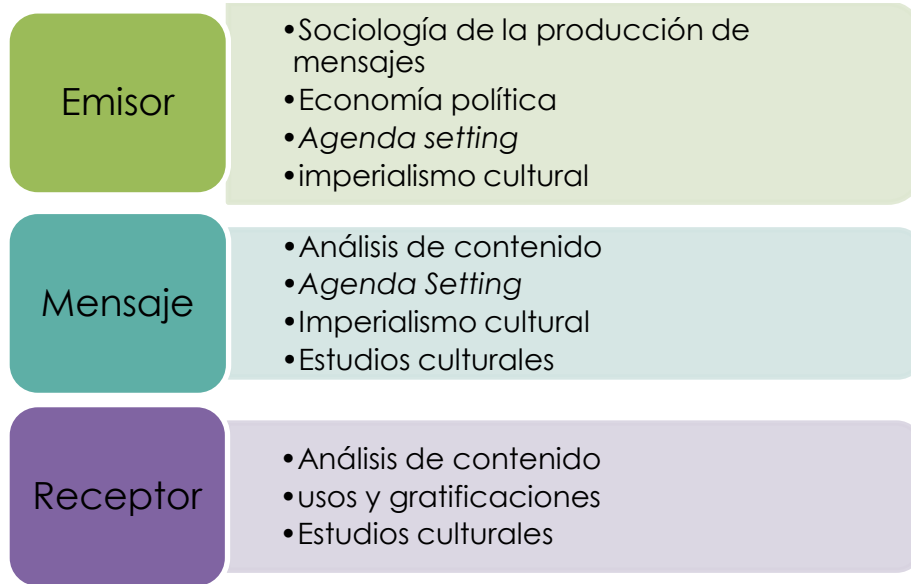 Emisor
•Sociología de la producción de
mensajes
•Economía política
•Agenda setting
•imperialismo cultural
Mensaje
•Análisis de contenido
•Agenda Setting
•Imperialismo cultural
•Estudios culturales
Receptor
•Análisis de contenido
•usos y gratificaciones
•Estudios culturales